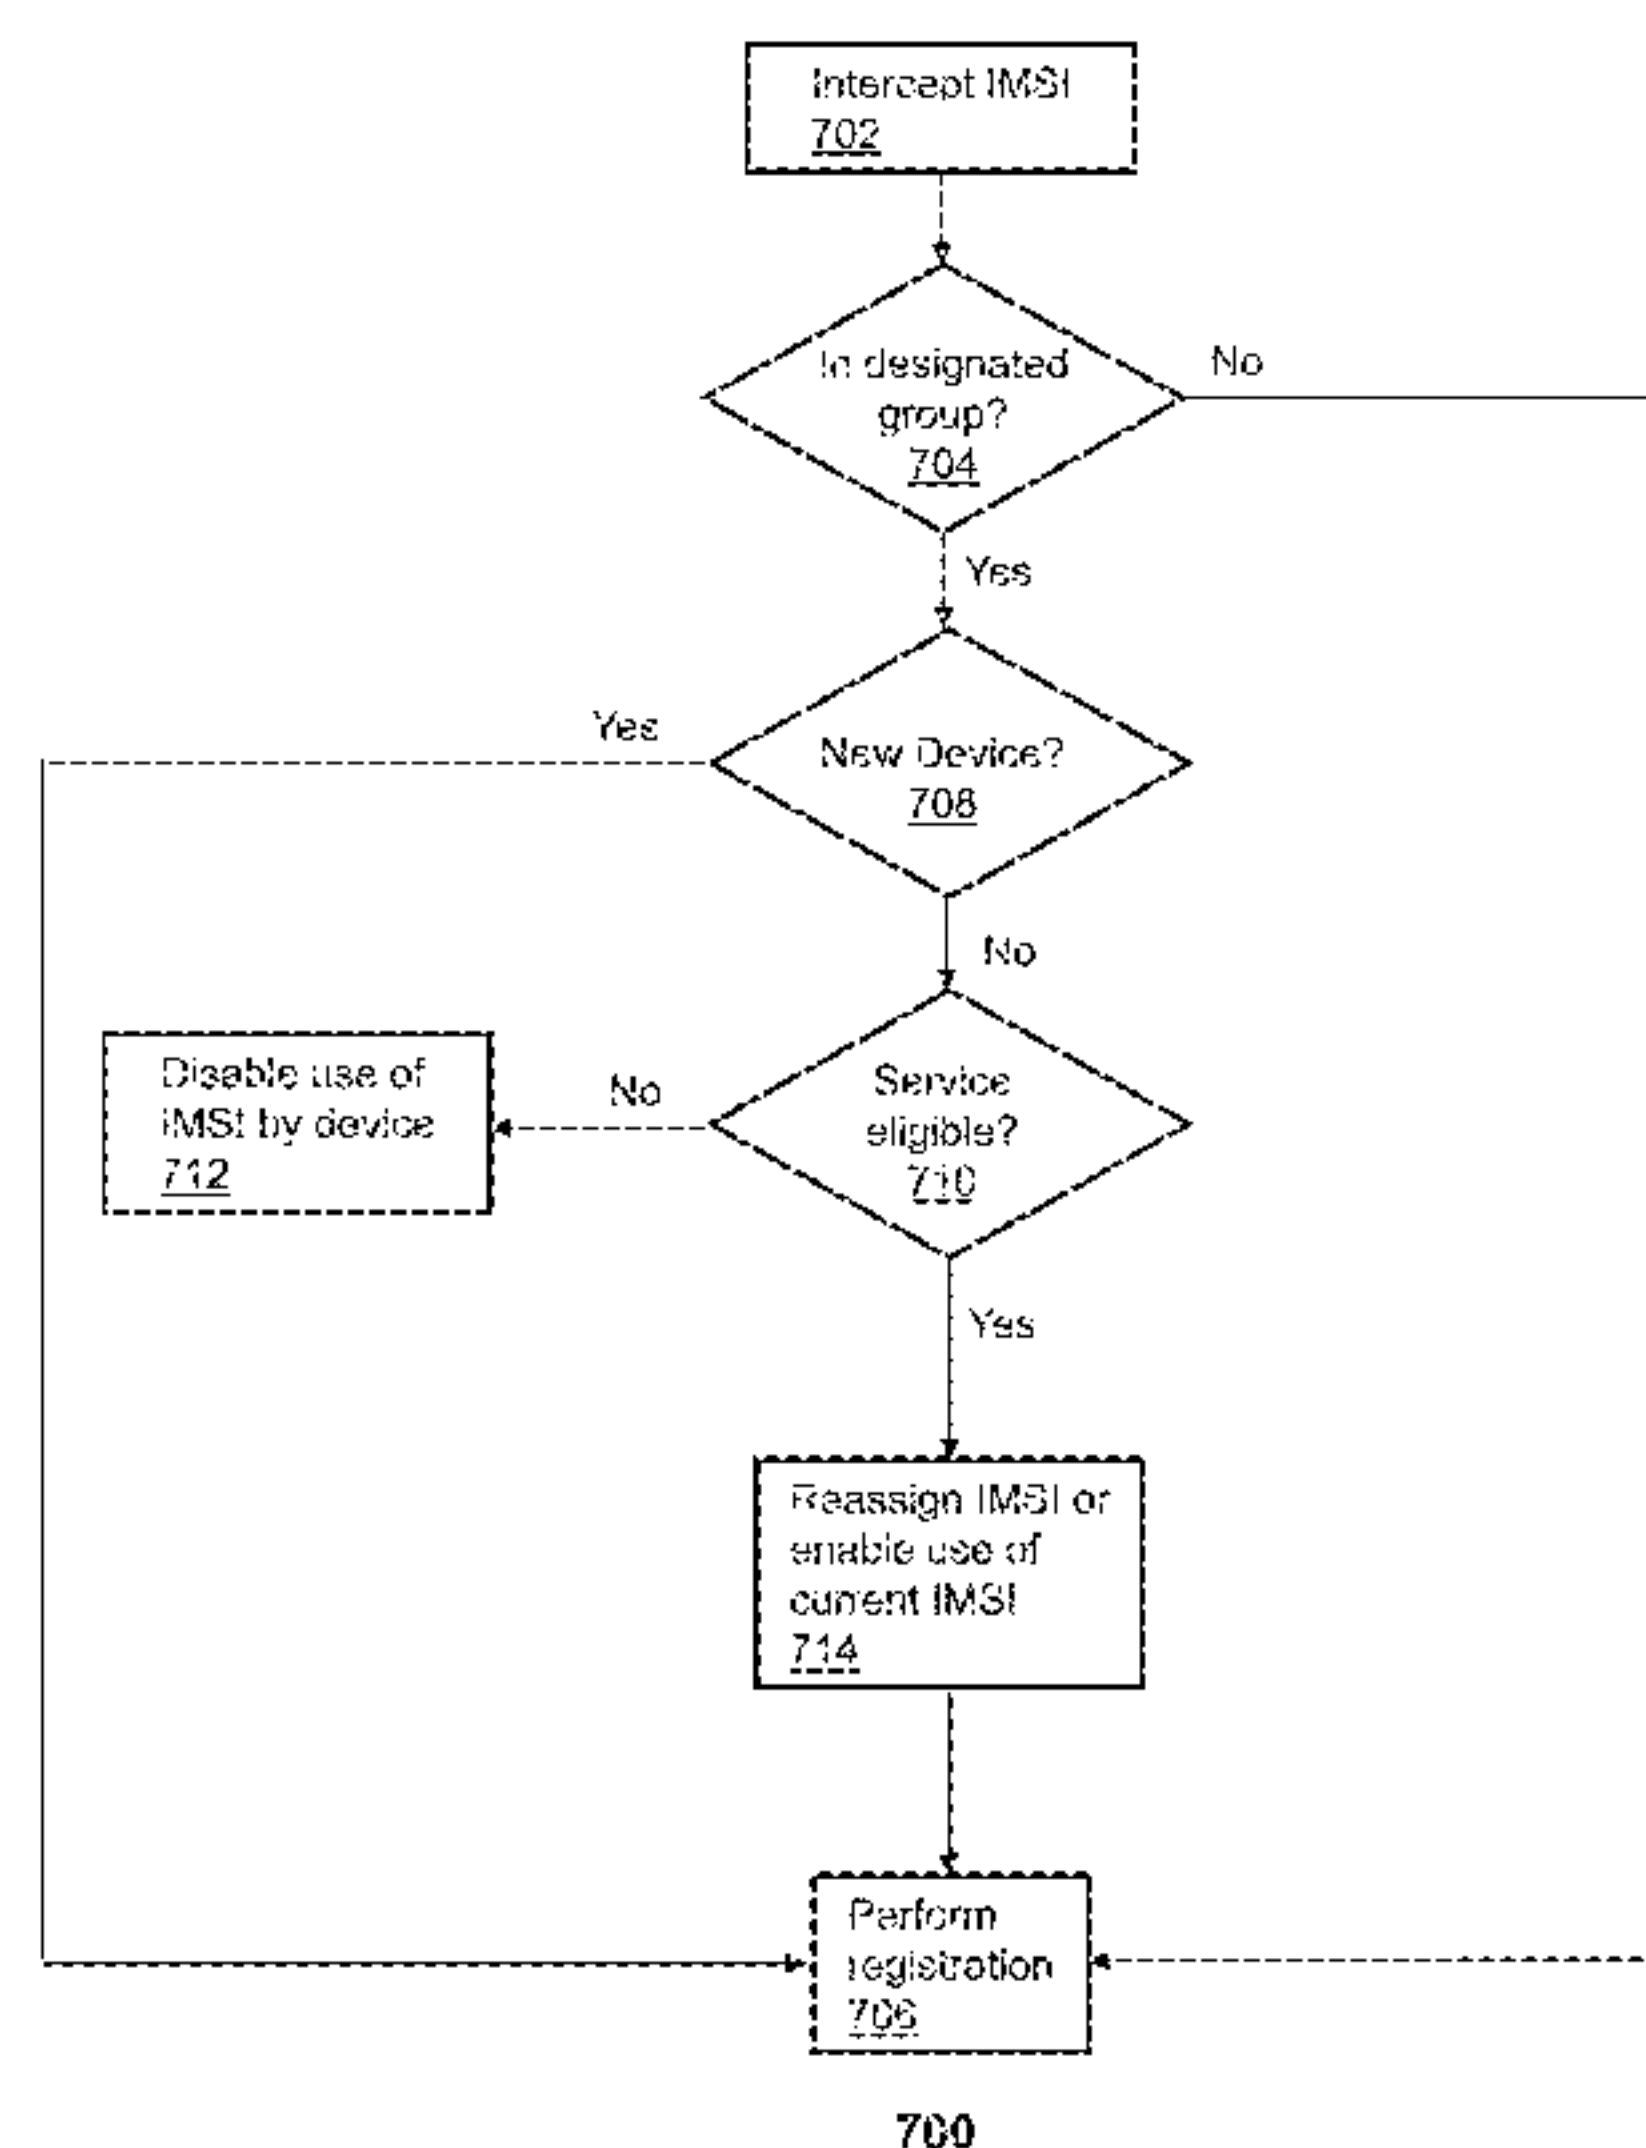 Intercept IMSI
702
In designated
group?
704
No
Yes
Yes
New Device?
708
No
Disable use of
IMSI by device
712
No
Service
eligible?
710
Yes
Reassign IMSI or
enable use of
current IMSI
714
Perform
registration
706
700